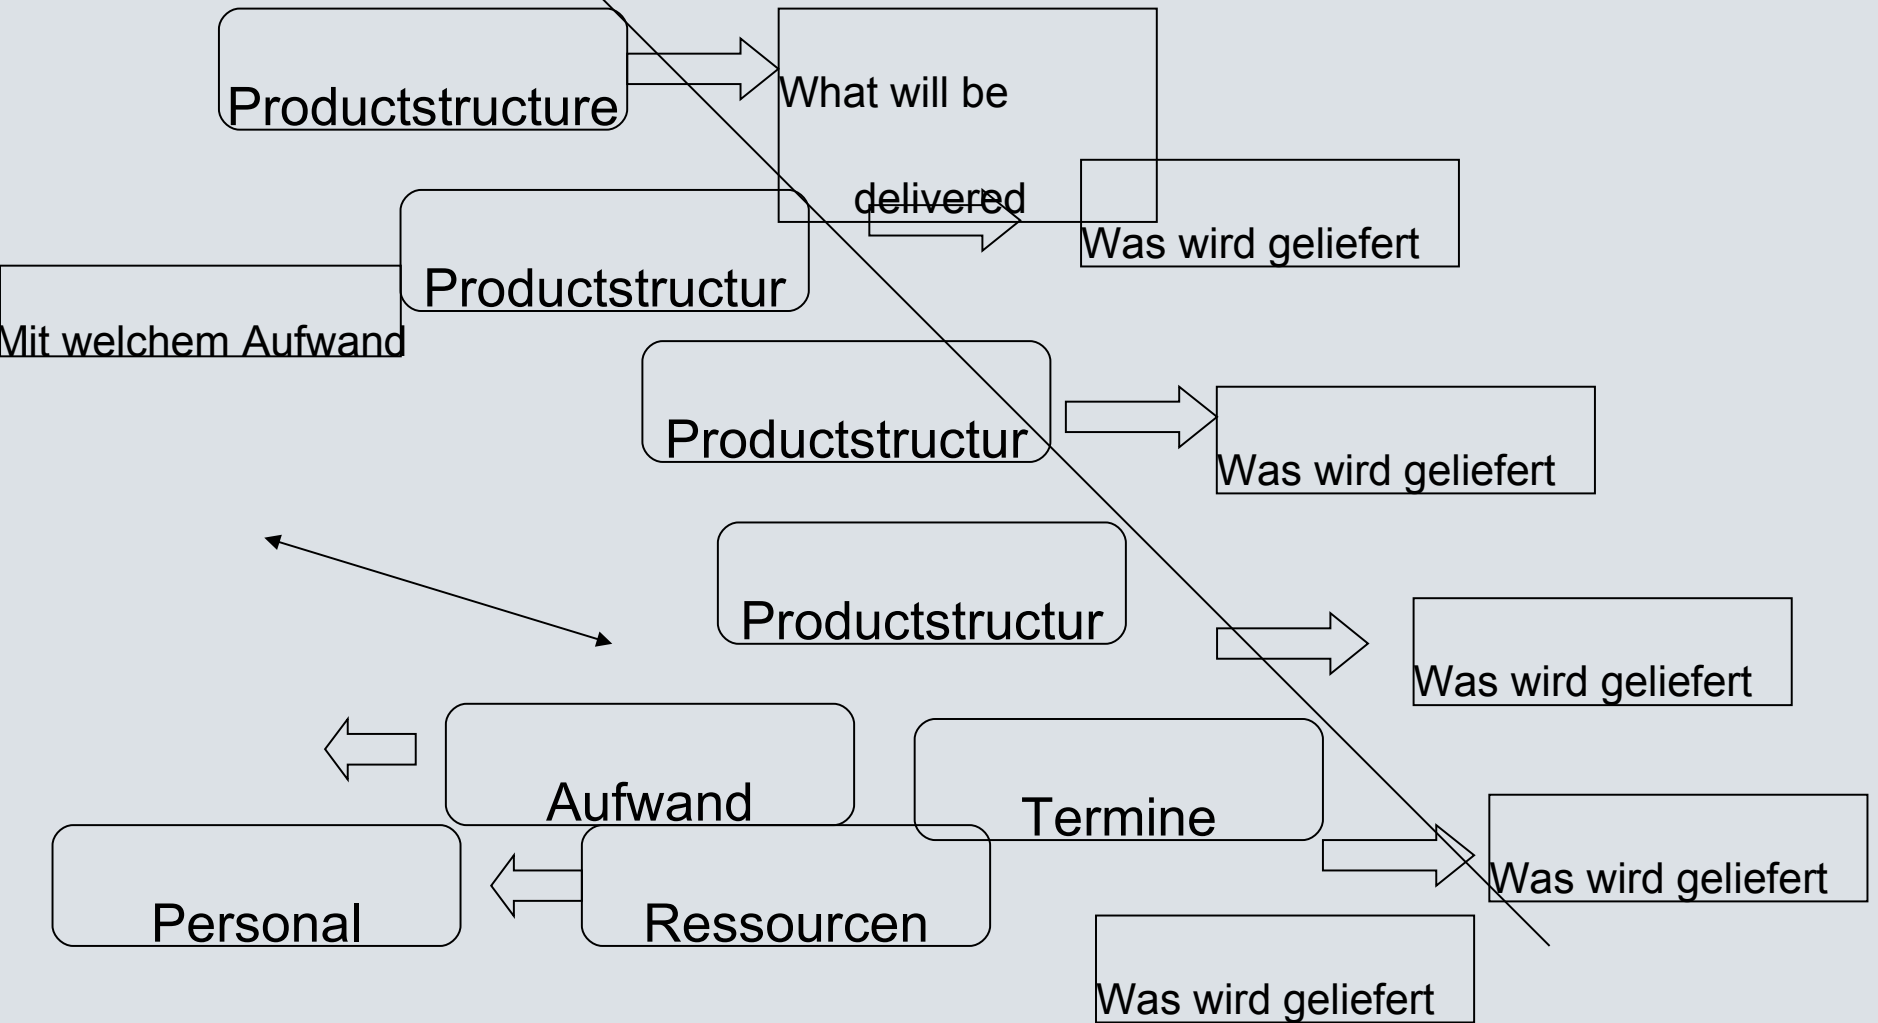 Productstructure
What will be
delivered
Was wird geliefert
Productstructur
Mit welchem Aufwand
Productstructur
Was wird geliefert
Productstructur
Was wird geliefert
Aufwand
Termine
Was wird geliefert
Personal
Ressourcen
Was wird geliefert